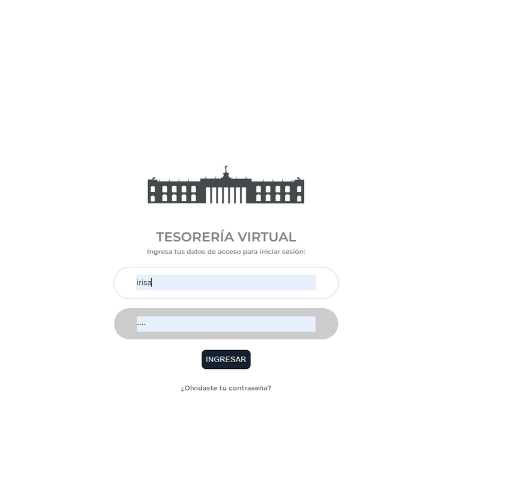 TESORERÍA VIRTUAL
Ingresa tus datos de acceso para iniciar sesión:
irisa
....
INGRESAR
¿Olvidaste tu contraseña?